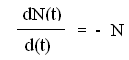 dN(t)
d(t) = - N